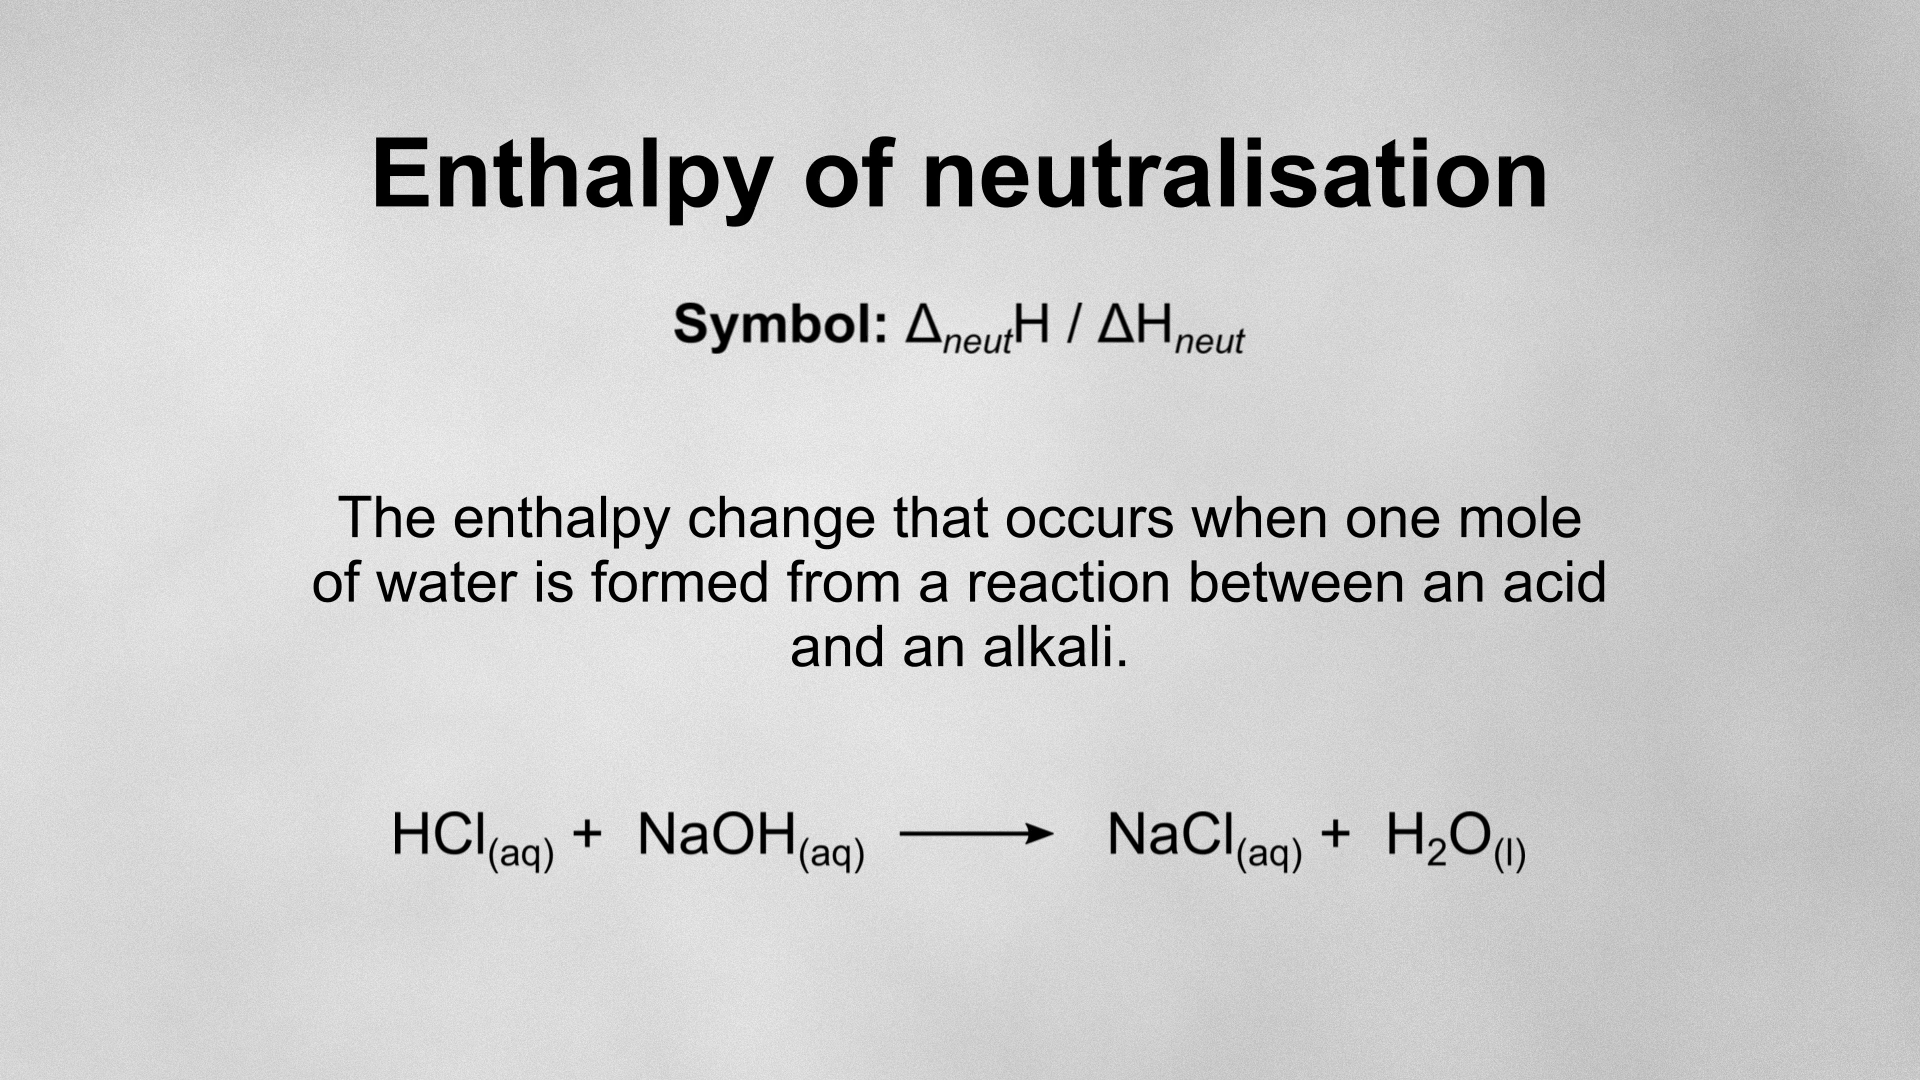 Enthalpy of neutralisation
Symbol: ΔneutH / ΔHneut
The enthalpy change that occurs when one mole
of water is formed from a reaction between an acid
and an alkali.
HCl(aq) + NaOH(aq) ⟶ NaCl(aq) + H₂O(l)